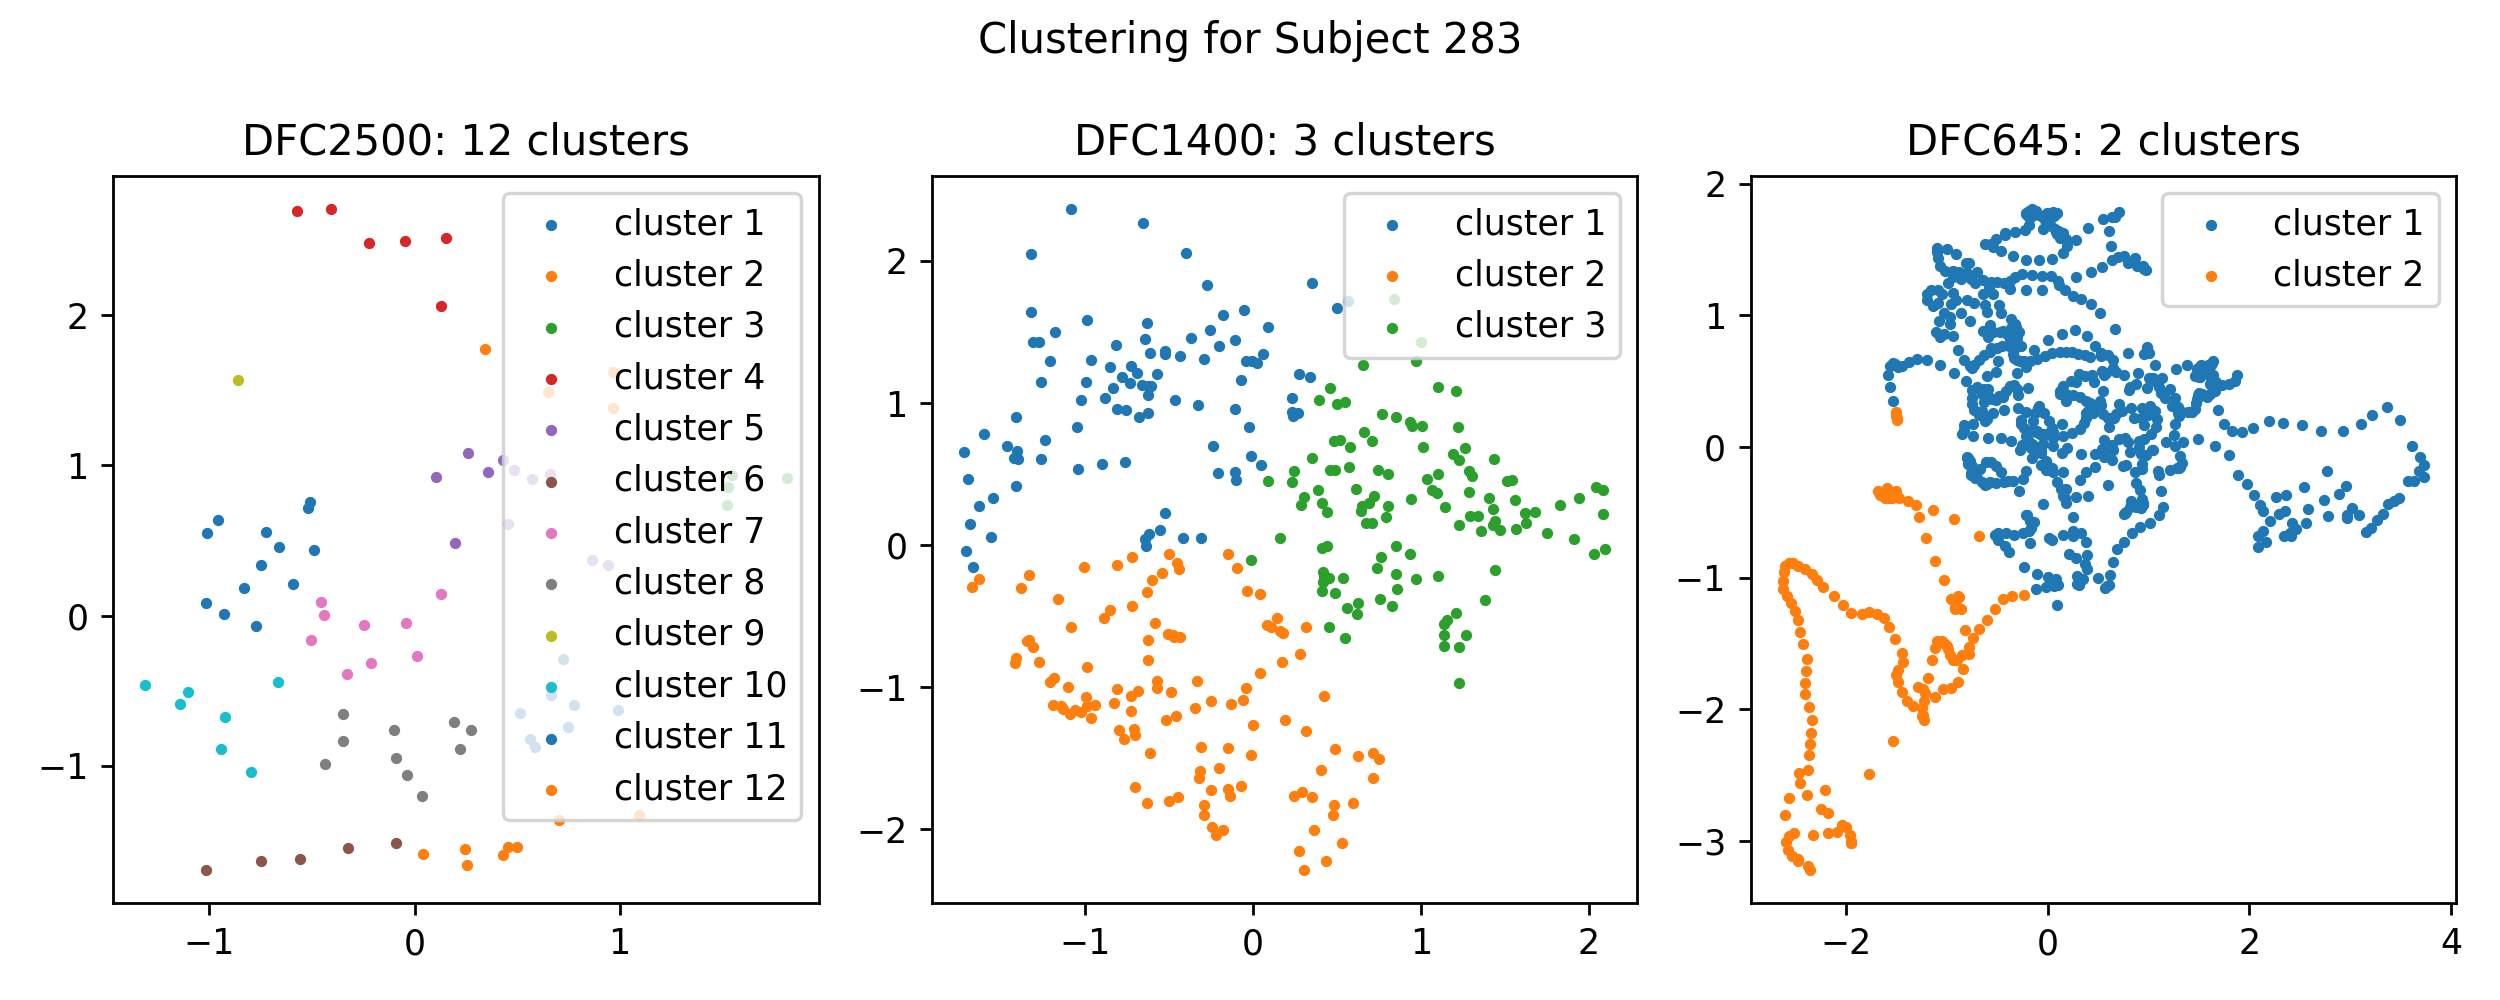 Clustering for Subject 283
DFC2500: 12 clusters
cluster 1
cluster 2
cluster 3
cluster 4
cluster 5
cluster 6
cluster 7
cluster 8
cluster 9
cluster 10
cluster 11
cluster 12
2
1
0
−1
−1
0
1
DFC1400: 3 clusters
cluster 1
cluster 2
cluster 3
2
1
0
−1
−2
−1
0
1
2
DFC645: 2 clusters
cluster 1
cluster 2
2
1
0
−1
−2
−3
−2
0
2
4